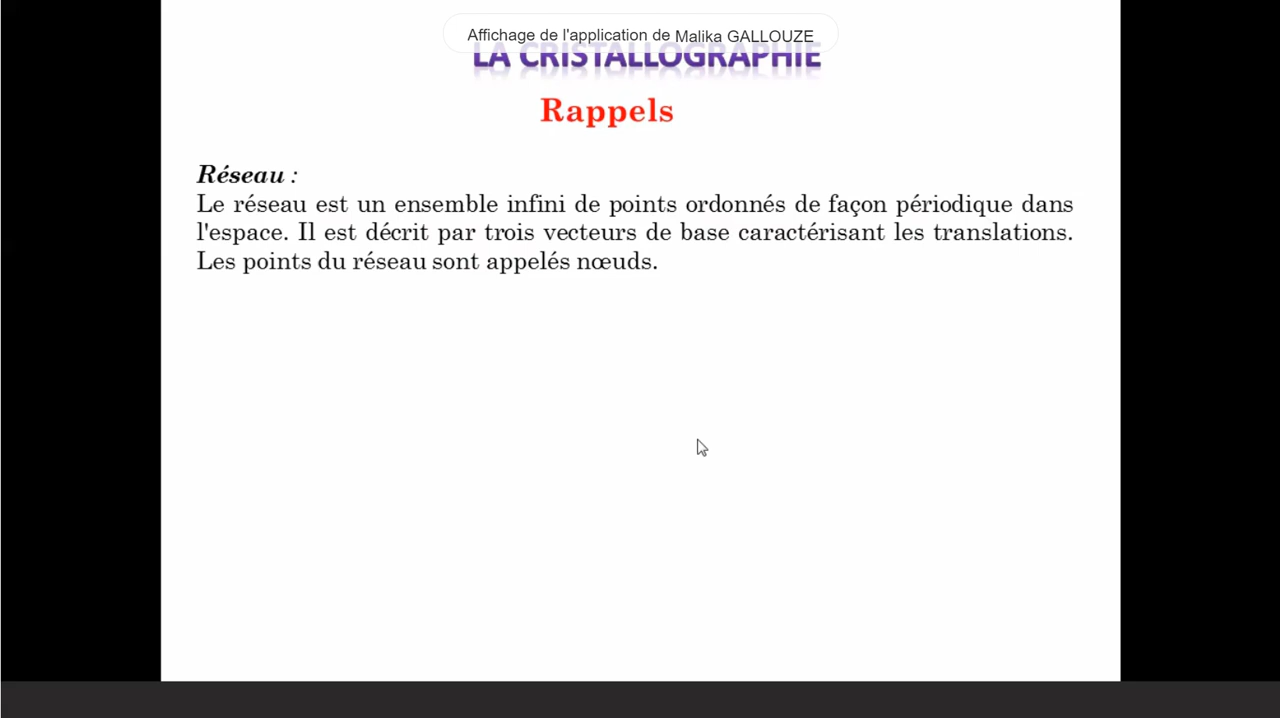 Affichage de l'application de Malika GALLOUZE
LA CRISTALLOGRAPHIE
Rappels
Réseau :
Le réseau est un ensemble infini de points ordonnés de façon périodique dans
l'espace. Il est décrit par trois vecteurs de base caractérisant les translations.
Les points du réseau sont appelés nœuds.